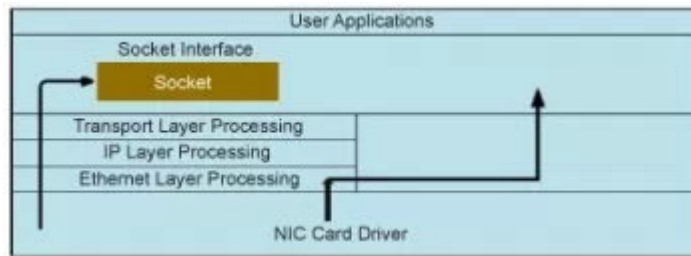 User Applications
Socket Interface
Socket
Transport Layer Processing
IP Layer Processing
Ethernet Layer Processing
NIC Card Driver